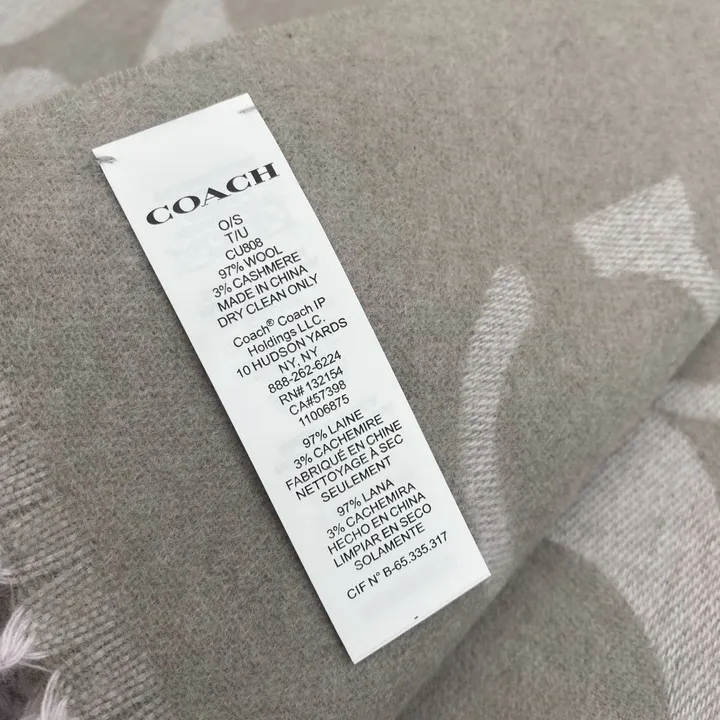 COACH
O/S
T/U
CU808
97% WOOL
3% CASHMERE
MADE IN CHINA
DRY CLEAN ONLY
Coach® Coach IP
Holdings LLC.
10 HUDSON YARDS
NY, NY
888-262-6224
RN# 132154
CA#57398
11006875
97% LAINE
3% CACHEMIRE
FABRIQUÉ EN CHINE
NETTOYAGE À SEC
SEULEMENT
97% LANA
3% CACHEMIRA
HECHO EN CHINA
LIMPIAR EN SECO
SOLAMENTE
CIF Nº B-65.335.317